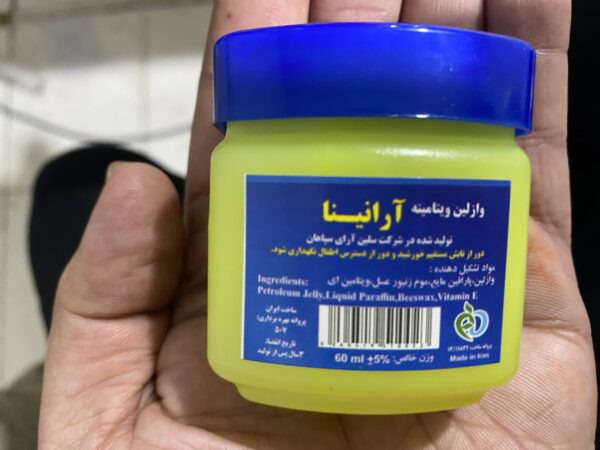 وازلین ویتامینه آرانینا
تولید شده در شرکت سلین آرای سپاهان
دور از تابش مستقیم خورشید و دور از دسترس اطفال نگهداری شود.
مواد تشکیل دهنده :
وازلین،پارافین مایع،موم زنبور عسل،ویتامین ای
Ingredients:
Petroleum Jelly,Liquid Paraffin,Beeswax,Vitamin E
ساخت ایران
پروانه بهره برداری:
۵۰۷
تاریخ انقضاء:
۳سال پس از تولید
وزن خالص: 60 ml ±5%
پروانه ساخت:
Made in Iran